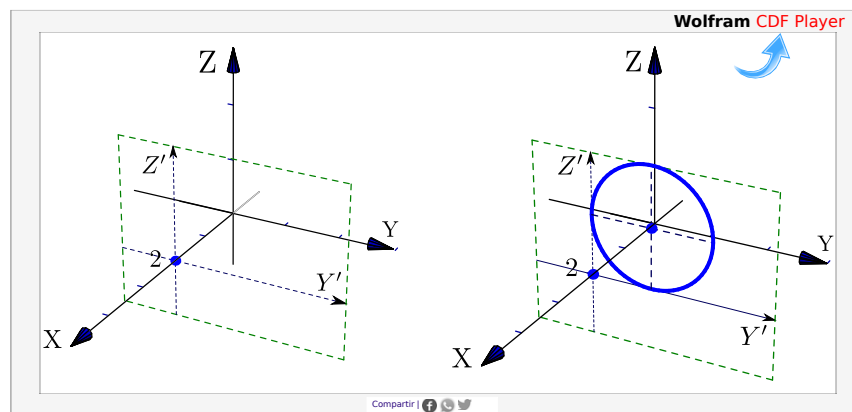 Wolfram CDF Player
Z
Z'
Y
2
Y'
X
Z
Z'
Y
2
Y'
X
Compartir |